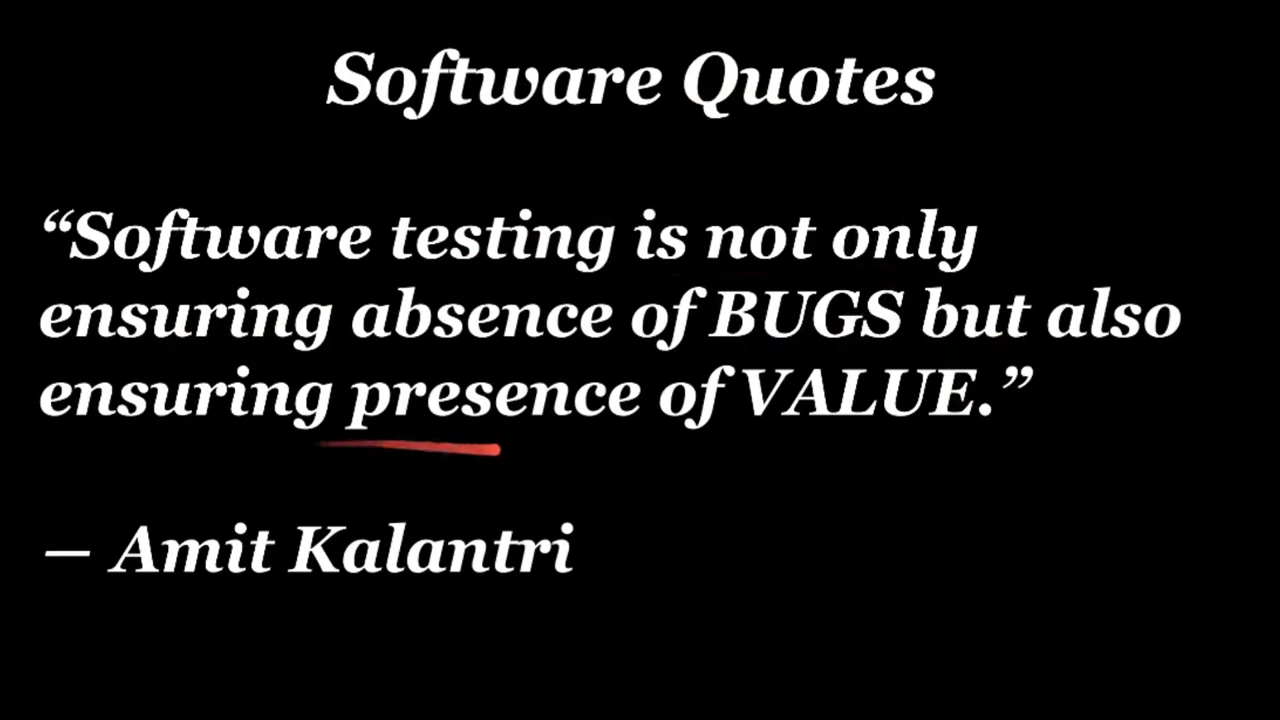 Software Quotes
“Software testing is not only
ensuring absence of BUGS but also
ensuring presence of VALUE.”
— Amit Kalantri